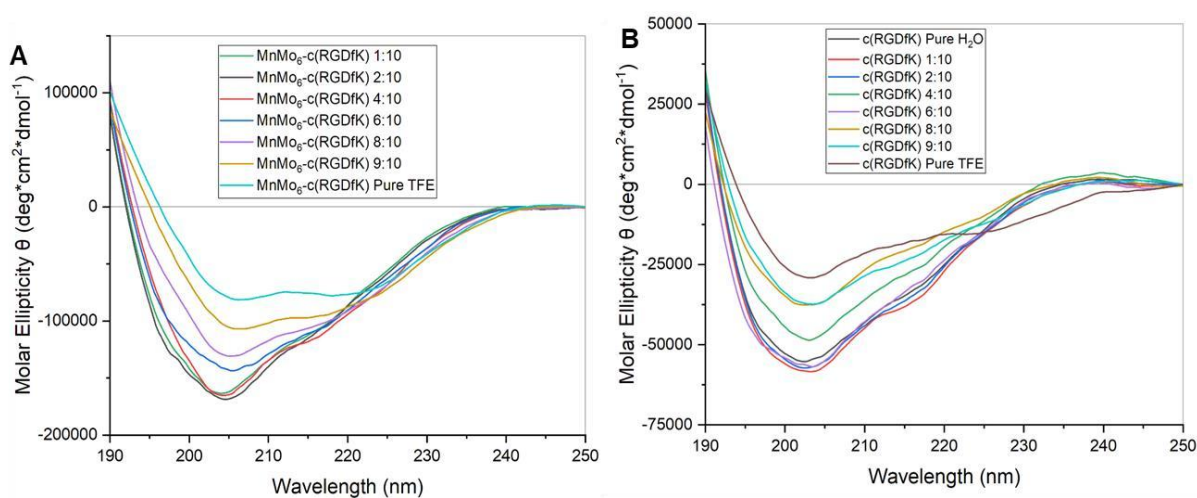 A
MnMo₆-c(RGDfK) 1:10
MnMo₆-c(RGDfK) 2:10
MnMo₆-c(RGDfK) 4:10
MnMo₆-c(RGDfK) 6:10
MnMo₆-c(RGDfK) 8:10
MnMo₆-c(RGDfK) 9:10
MnMo₆-c(RGDfK) Pure TFE
100000
0
-100000
-200000
Molar Ellipticity θ (deg*cm²*dmol⁻¹)
190 200 210 220 230 240 250
Wavelength (nm)
B
c(RGDfK) Pure H₂O
c(RGDfK) 1:10
c(RGDfK) 2:10
c(RGDfK) 4:10
c(RGDfK) 6:10
c(RGDfK) 8:10
c(RGDfK) 9:10
c(RGDfK) Pure TFE
50000
25000
0
-25000
-50000
-75000
Molar Ellipticity θ (deg*cm²*dmol⁻¹)
190 200 210 220 230 240 250
Wavelength (nm)